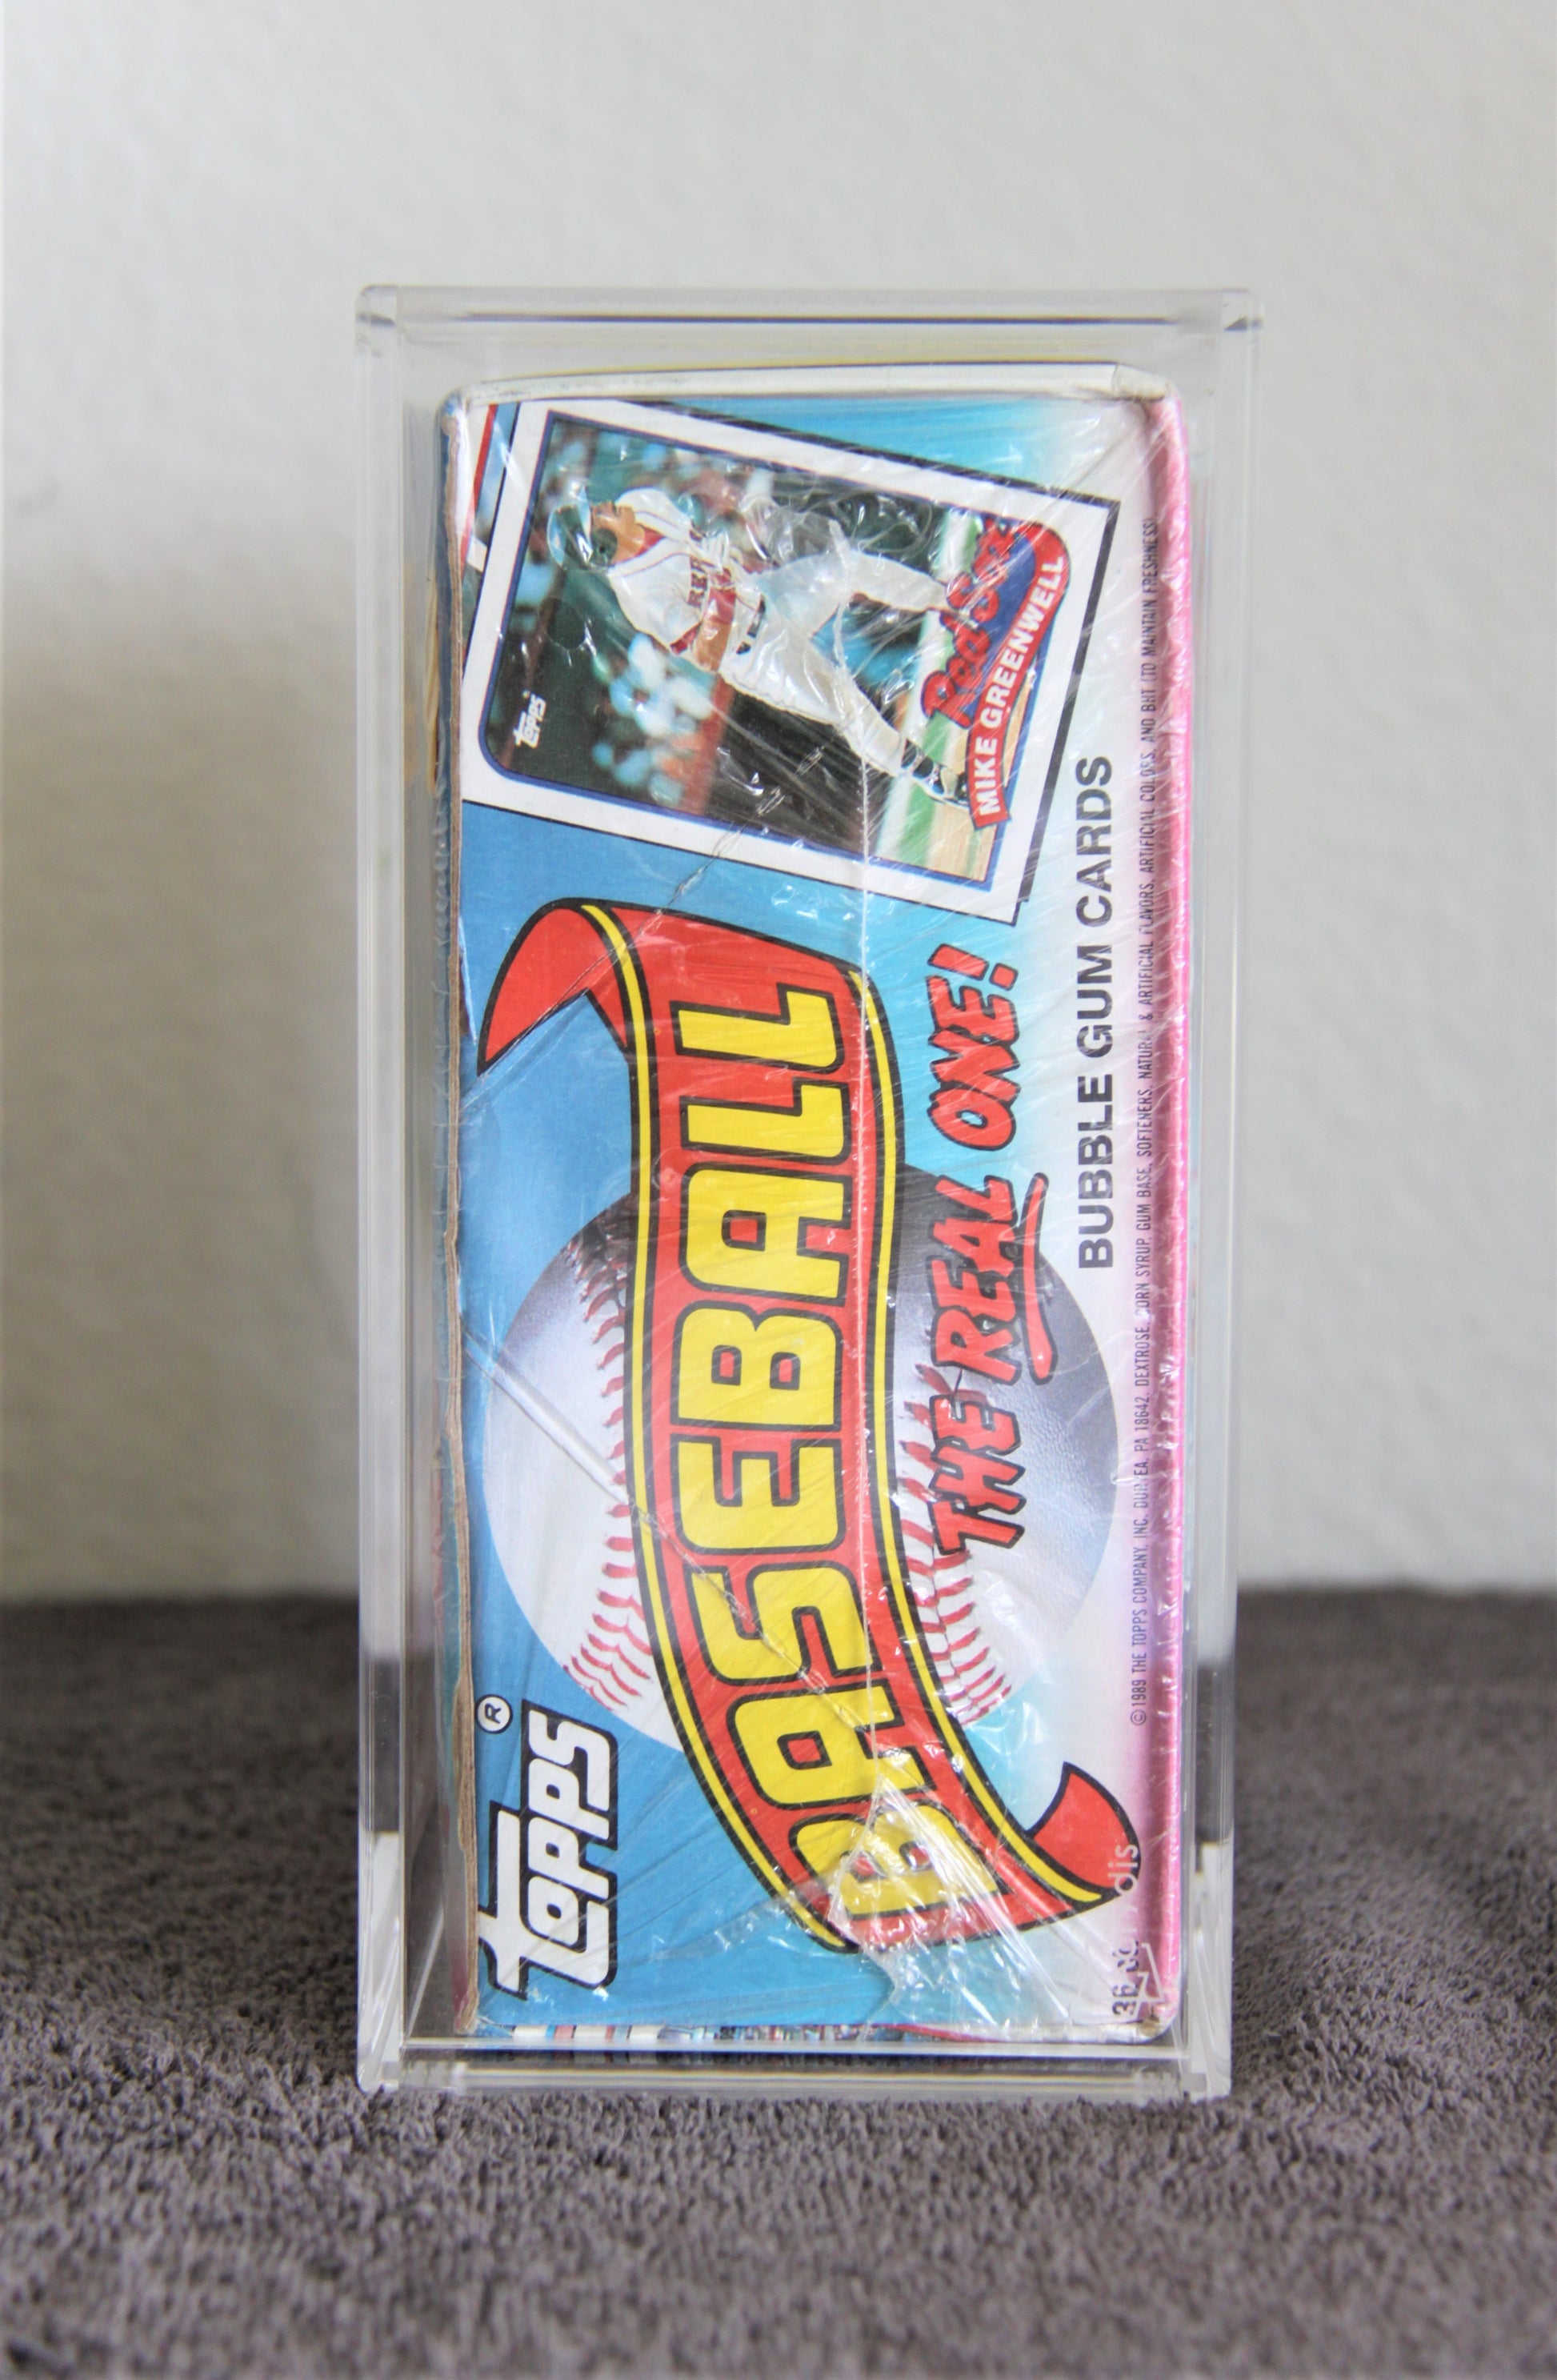 Topps®
BASEBALL
THE REAL ONE!
BUBBLE GUM CARDS
©1989 THE TOPPS COMPANY, INC. DURYEA, PA 18642. DEXTROSE, CORN SYRUP, GUM BASE, SOFTENERS, NATURAL & ARTIFICIAL FLAVORS, ARTIFICIAL COLORS, AND BHT (TO MAINTAIN FRESHNESS)
Topps
Red Sox
MIKE GREENWELL
36